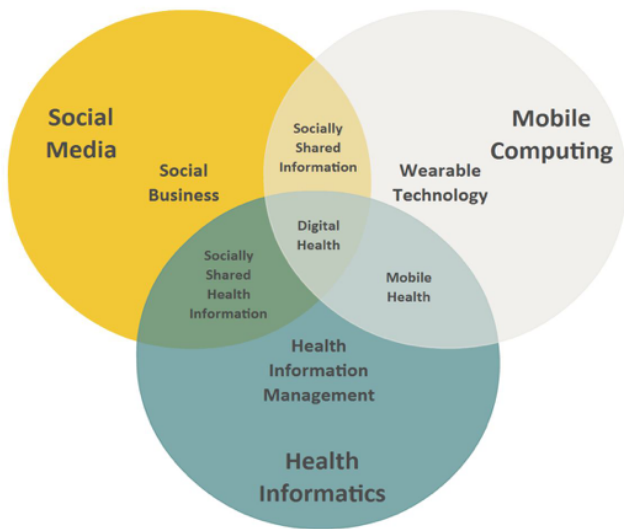 Social
Media
Mobile
Computing
Socially
Shared
Information
Social
Business
Wearable
Technology
Digital
Health
Socially
Shared
Health
Information
Mobile
Health
Health
Information
Management
Health
Informatics